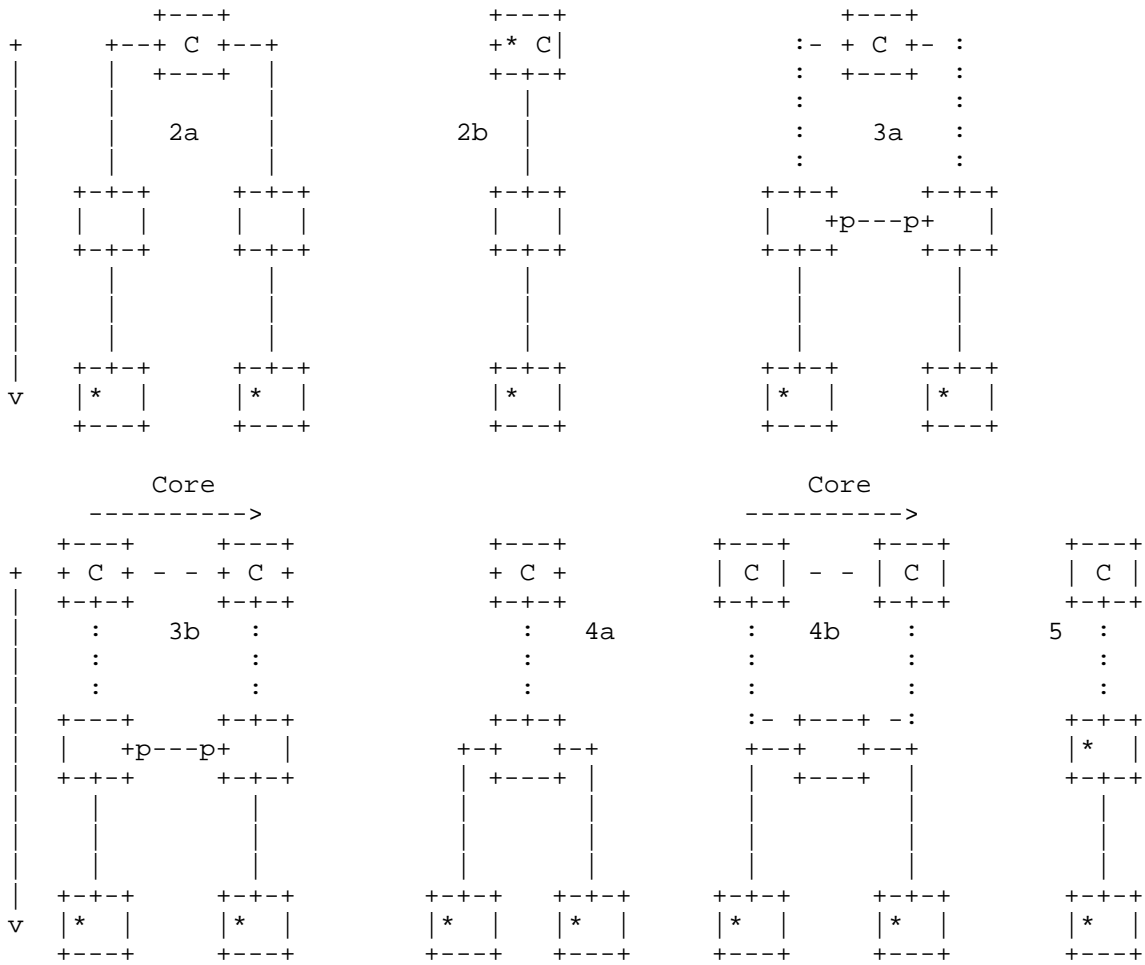 +----+                    +----+                    +----+
+      +--+ C +--+                  +* C|                   :- + C +- :
|      |  +----+  |                 +-+-+                  :  +----+  :
|      |          |                   |                    :          :
|      |    2a    |               2b  |                    :    3a    :
|      |          |                   |                    :          :
|    +-+-+      +-+-+               +-+-+                +-+-+      +-+-+
|    |   |      |   |               |   |                |   +p---p+   |
|    +-+-+      +-+-+               +-+-+                +-+-+      +-+-+
|      |          |                   |                    |          |
|      |          |                   |                    |          |
|      |          |                   |                    |          |
|    +-+-+      +-+-+               +-+-+                +-+-+      +-+-+
v    |*  |      |*  |               |*  |                |*  |      |*  |
     +---+      +---+               +---+                +---+      +---+
          Core                                      Core
      ---------->                               ---------->
    +---+     +---+            +---+          +---+     +---+         +---+
+   + C + - - + C +            + C +          | C | - - | C |         | C |
|   +-+-+     +-+-+            +-+-+          +-+-+     +-+-+         +-+-+
|     :    3b   :                :   4a         :   4b    :        5    :
|     :         :                :              :         :             :
|     :         :                :              :         :             :
|   +----+    +-+-+            +---+            :- +---+ -:           +-+-+
|   |   +p---p+   |          +-+   +-+          +--+   +--+           |*  |
|   +-+-+     +-+-+          | +---+ |          |  +---+  |           +-+-+
|     |         |            |       |          |         |             |
|     |         |            |       |          |         |             |
|     |         |            |       |          |         |             |
|   +-+-+     +-+-+        +-+-+   +-+-+      +-+-+     +-+-+         +-+-+
v   |*  |     |*  |        |*  |   |*  |      |*  |     |*  |         |*  |
    +---+     +---+        +---+   +---+      +---+     +---+         +---+